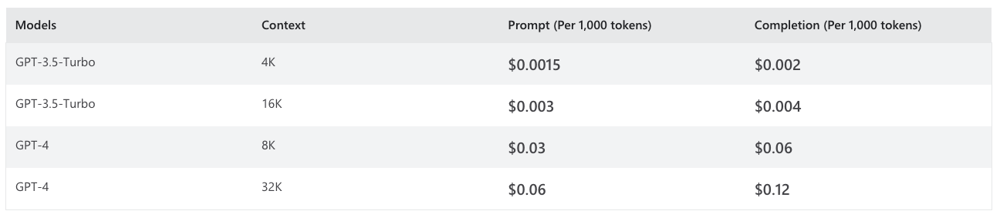 Models Context Prompt (Per 1,000 tokens) Completion (Per 1,000 tokens)
GPT-3.5-Turbo 4K $0.0015 $0.002
GPT-3.5-Turbo 16K $0.003 $0.004
GPT-4 8K $0.03 $0.06
GPT-4 32K $0.06 $0.12